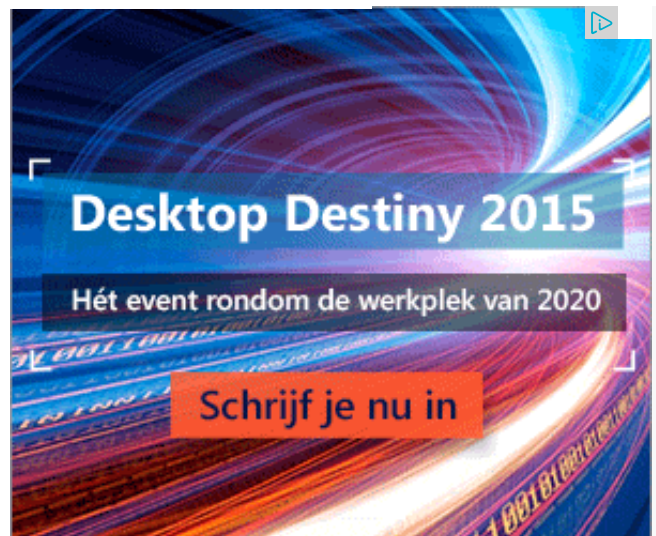 Desktop Destiny 2015
Hét event rondom de werkplek van 2020
Schrijf je nu in